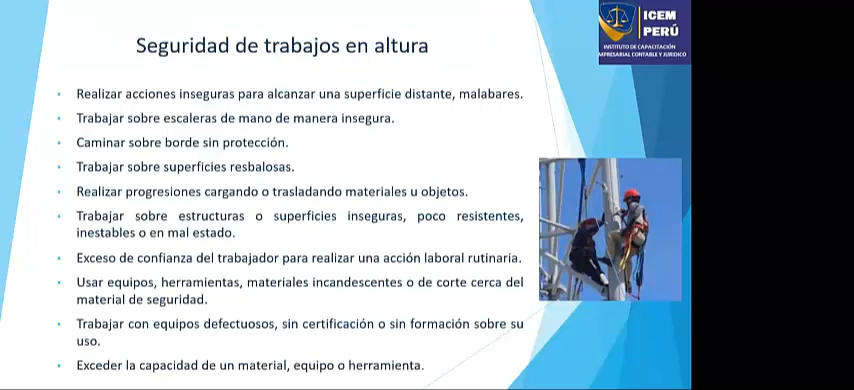 Seguridad de trabajos en altura
ICEM
PERÚ
INSTITUTO DE CAPACITACIÓN
EMPRESARIAL CONTABLE Y JURIDICO
• Realizar acciones inseguras para alcanzar una superficie distante, malabares.
• Trabajar sobre escaleras de mano de manera insegura.
• Caminar sobre borde sin protección.
• Trabajar sobre superficies resbalosas.
• Realizar progresiones cargando o trasladando materiales u objetos.
• Trabajar sobre estructuras o superficies inseguras, poco resistentes,
inestables o en mal estado.
• Exceso de confianza del trabajador para realizar una acción laboral rutinaria.
• Usar equipos, herramientas, materiales incandescentes o de corte cerca del
material de seguridad.
• Trabajar con equipos defectuosos, sin certificación o sin formación sobre su
uso.
• Exceder la capacidad de un material, equipo o herramienta.